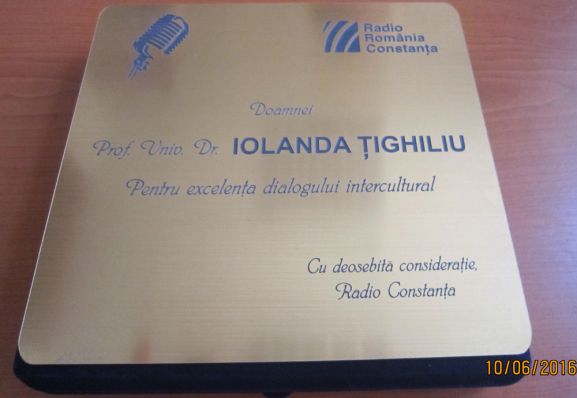 Radio
România
Constanța
Doamnei
Prof. Univ. Dr. IOLANDA ȚIGHILIU
Pentru excelența dialogului intercultural
Cu deosebită considerație,
Radio Constanța
10/06/2016